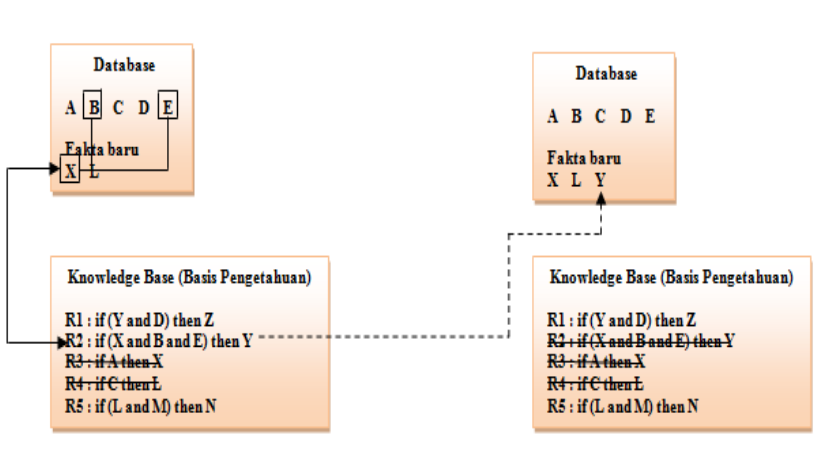 Database
A B C D E
Fakta baru
X L
Knowledge Base (Basis Pengetahuan)
R1 : if (Y and D) then Z
R2 : if (X and B and E) then Y
R3 : if A then X
R4 : if C then L
R5 : if (L and M) then N
Database
A B C D E
Fakta baru
X L Y
Knowledge Base (Basis Pengetahuan)
R1 : if (Y and D) then Z
R2 : if (X and B and E) then Y
R3 : if A then X
R4 : if C then L
R5 : if (L and M) then N